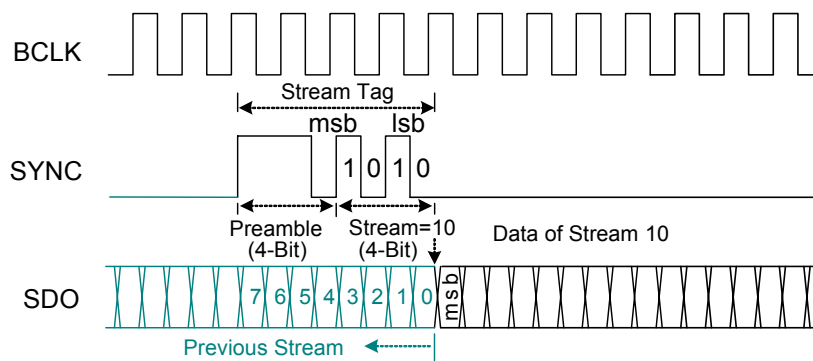 BCLK
Stream Tag
msb lsb
SYNC
1 0 1 0
Preamble
(4-Bit)
Stream=10
(4-Bit)
Data of Stream 10
SDO
7 6 5 4 3 2 1 0
msb
Previous Stream